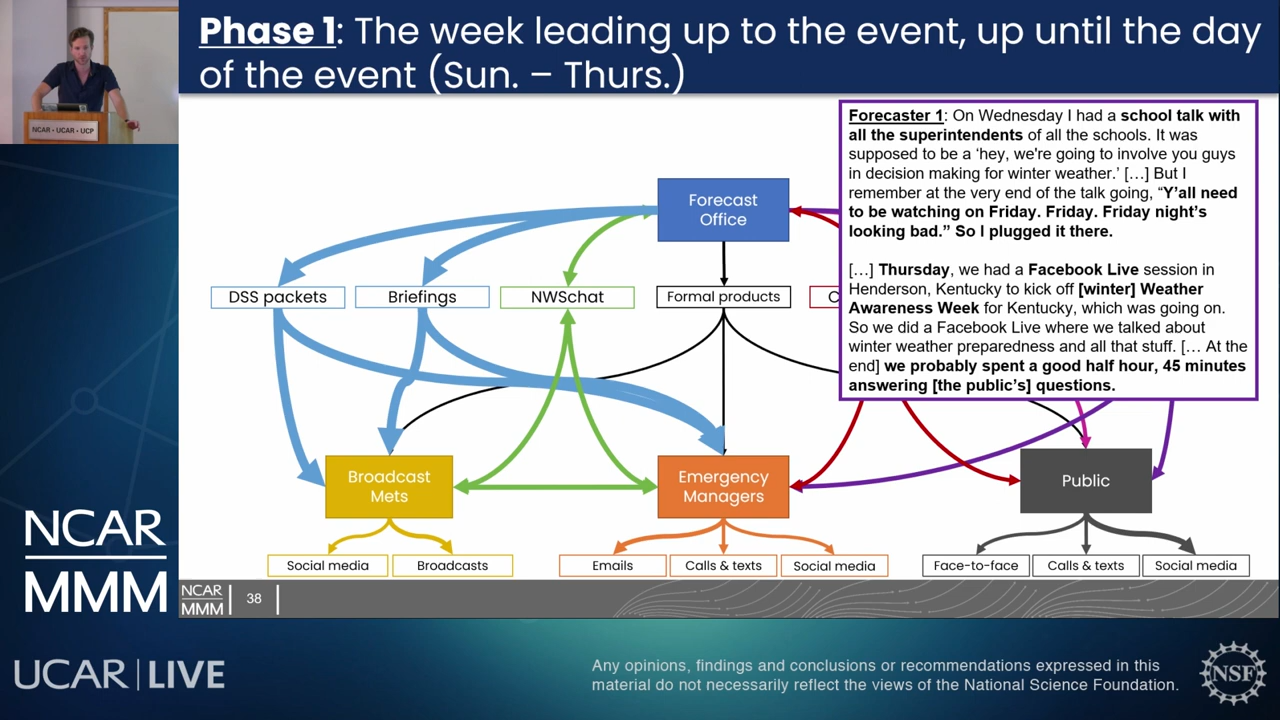 Phase 1: The week leading up to the event, up until the day
of the event (Sun. – Thurs.)
NCAR • UCAR • UCP
Forecaster 1: On Wednesday I had a school talk with
all the superintendents of all the schools. It was
supposed to be a ‘hey, we're going to involve you guys
in decision making for winter weather.’ […] But I
remember at the very end of the talk going, “Y’all need
to be watching on Friday. Friday. Friday night’s
looking bad.” So I plugged it there.
[…] Thursday, we had a Facebook Live session in
Henderson, Kentucky to kick off [winter] Weather
Awareness Week for Kentucky, which was going on.
So we did a Facebook Live where we talked about
winter weather preparedness and all that stuff. [… At the
end] we probably spent a good half hour, 45 minutes
answering [the public’s] questions.
Forecast
Office
DSS packets
Briefings
NWSchat
Formal products
C
Broadcast
Mets
Emergency
Managers
Public
Social media
Broadcasts
Emails
Calls & texts
Social media
Face-to-face
Calls & texts
Social media
NCAR
MMM
NCAR
MMM
38
UCAR | LIVE
Any opinions, findings and conclusions or recommendations expressed in this
material do not necessarily reflect the views of the National Science Foundation.
NSF